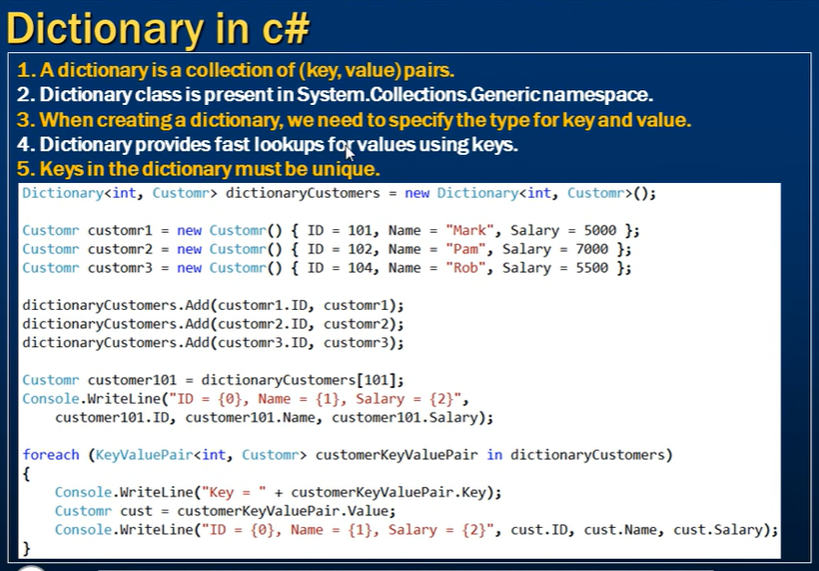 Dictionary in c#
1. A dictionary is a collection of (key, value) pairs.
2. Dictionary class is present in System.Collections.Generic namespace.
3. When creating a dictionary, we need to specify the type for key and value.
4. Dictionary provides fast lookups for values using keys.
5. Keys in the dictionary must be unique.
Dictionary<int, Customr> dictionaryCustomers = new Dictionary<int, Customr>();
Customr customr1 = new Customr() { ID = 101, Name = "Mark", Salary = 5000 };
Customr customr2 = new Customr() { ID = 102, Name = "Pam", Salary = 7000 };
Customr customr3 = new Customr() { ID = 104, Name = "Rob", Salary = 5500 };
dictionaryCustomers.Add(customr1.ID, customr1);
dictionaryCustomers.Add(customr2.ID, customr2);
dictionaryCustomers.Add(customr3.ID, customr3);
Customr customer101 = dictionaryCustomers[101];
Console.WriteLine("ID = {0}, Name = {1}, Salary = {2}",
customer101.ID, customer101.Name, customer101.Salary);
foreach (KeyValuePair<int, Customr> customerKeyValuePair in dictionaryCustomers)
{
Console.WriteLine("Key = " + customerKeyValuePair.Key);
Customr cust = customerKeyValuePair.Value;
Console.WriteLine("ID = {0}, Name = {1}, Salary = {2}", cust.ID, cust.Name, cust.Salary);
}